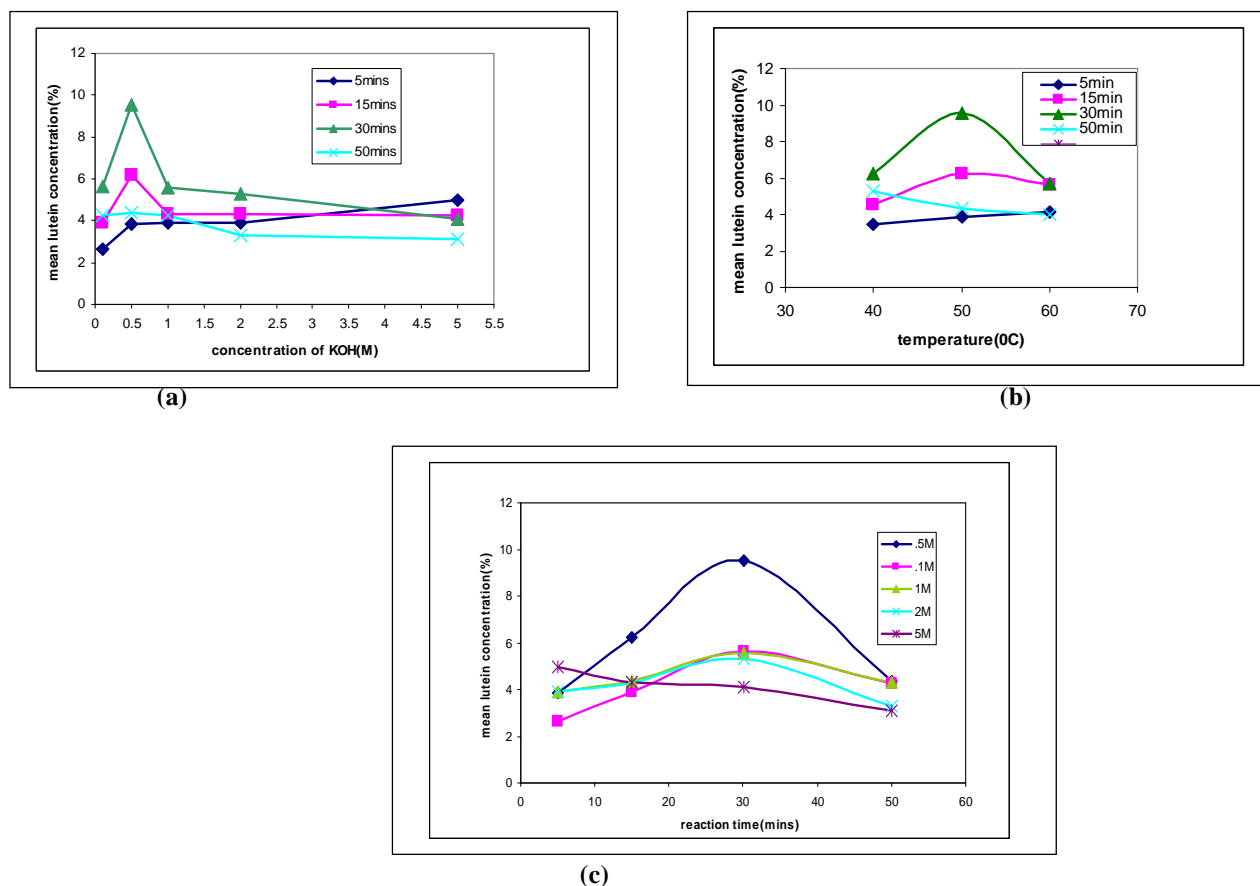 12
10
8
6
4
2
0
mean lutein concentration(%)
0 0.5 1 1.5 2 2.5 3 3.5 4 4.5 5 5.5
concentration of KOH(M)
5mins
15mins
30mins
50mins
(a)
12
10
8
6
4
2
0
mean lutein concentration(%)
30 40 50 60 70
temperature(0C)
5min
15min
30min
50min
(b)
12
10
8
6
4
2
0
mean lutein concentration(%)
0 10 20 30 40 50 60
reaction time(mins)
.5M
.1M
1M
2M
5M
(c)